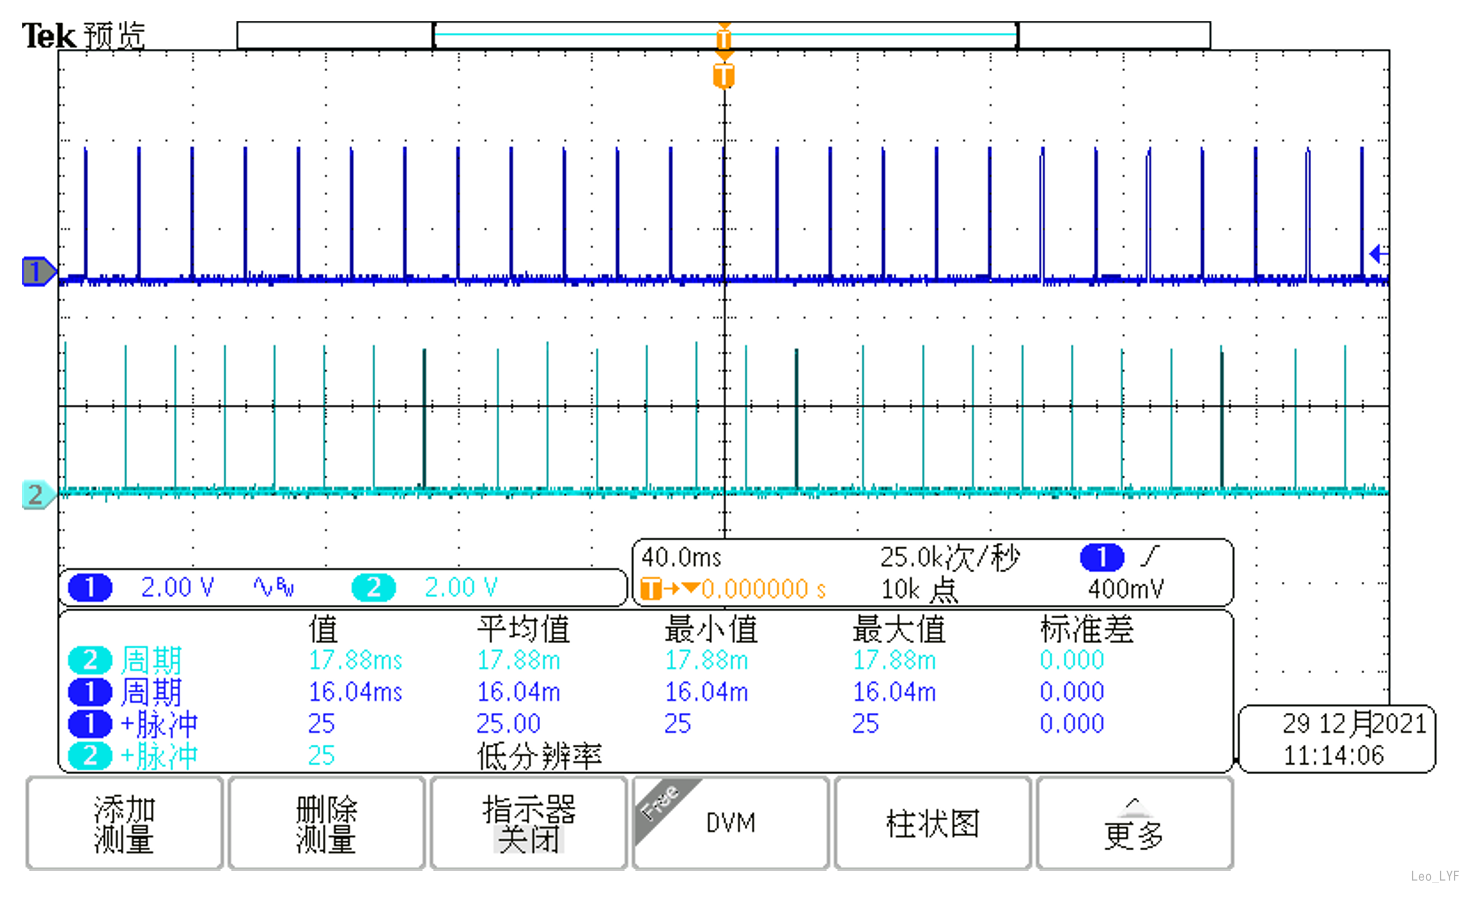 Tek 预览
T
T
1
2
40.0ms 25.0k次/秒 1
T→▼0.000000 s 10k 点 400mV
1 2.00 V BW 2 2.00 V
值 平均值 最小值 最大值 标准差
2 周期 17.88ms 17.88m 17.88m 17.88m 0.000
1 周期 16.04ms 16.04m 16.04m 16.04m 0.000
1 +脉冲 25 25.00 25 25 0.000
2 +脉冲 25 低分辨率
29 12月2021
11:14:06
添加
测量
删除
测量
指示器
关闭
Free
DVM
柱状图
更多
Leo_LYF